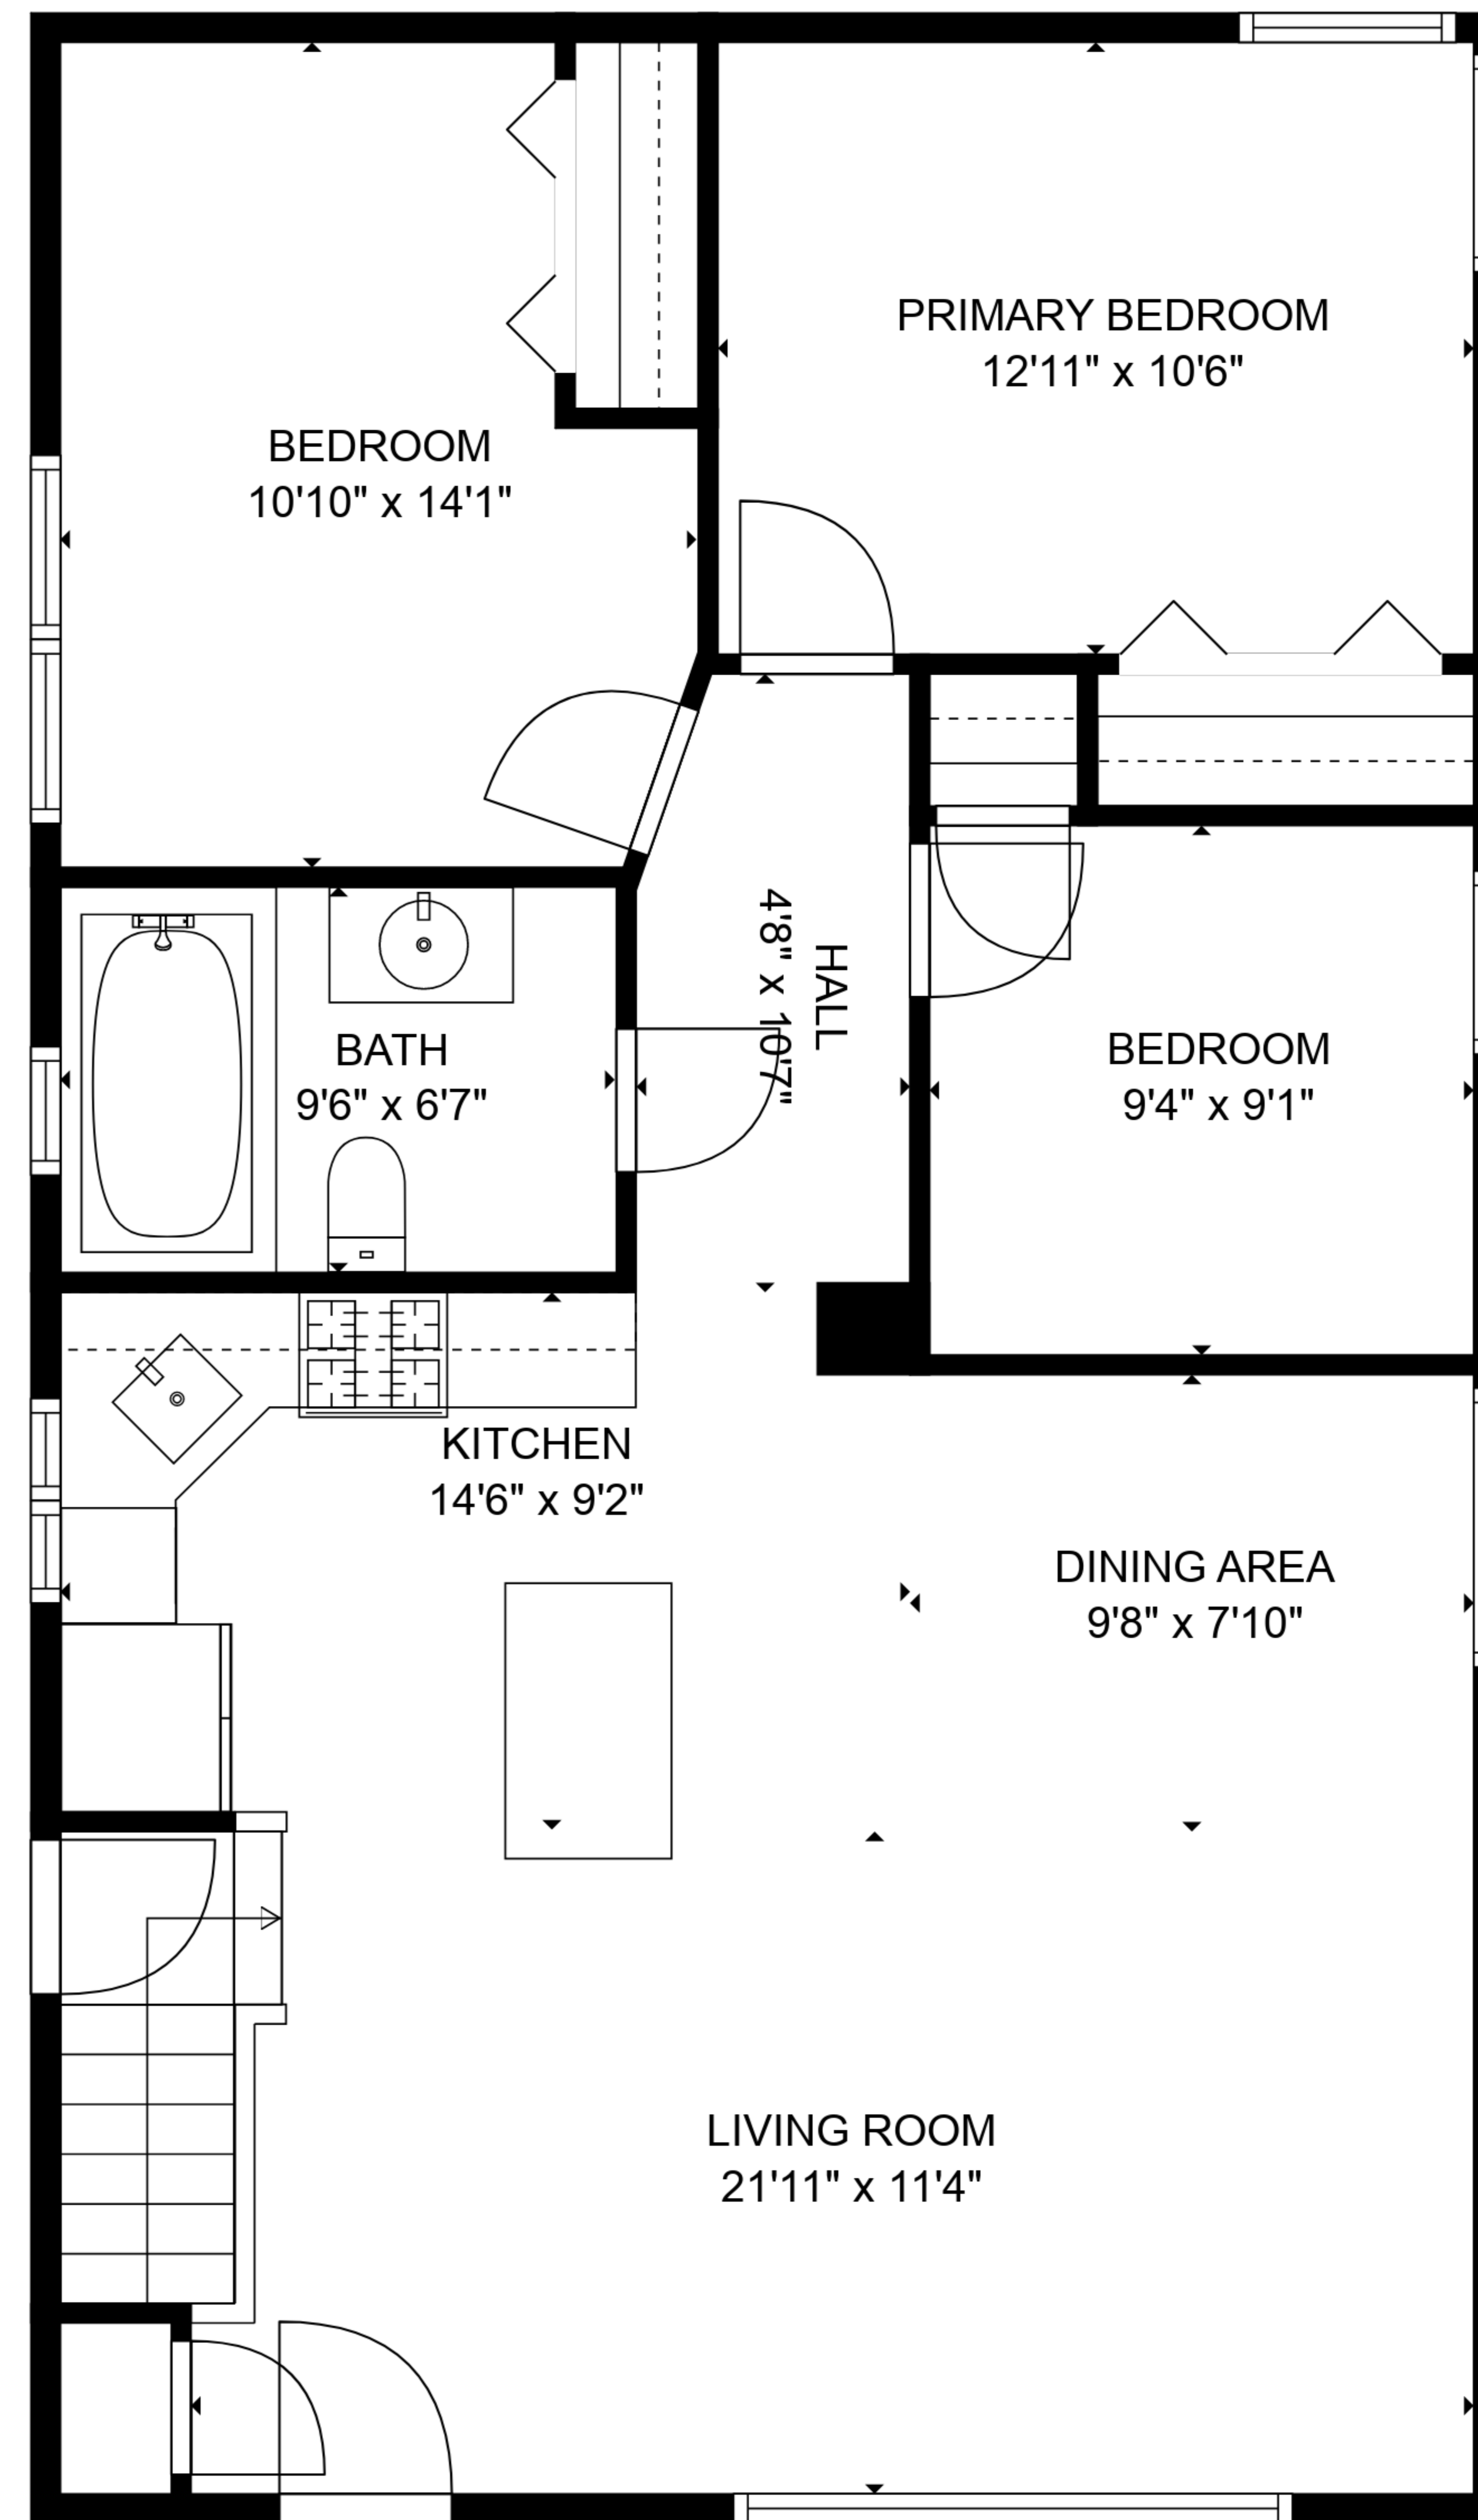 PRIMARY BEDROOM
12'11" x 10'6"
BEDROOM
10'10" x 14'1"
HALL
4'8" x 10'7"
BATH
9'6" x 6'7"
BEDROOM
9'4" x 9'1"
KITCHEN
14'6" x 9'2"
DINING AREA
9'8" x 7'10"
LIVING ROOM
21'11" x 11'4"